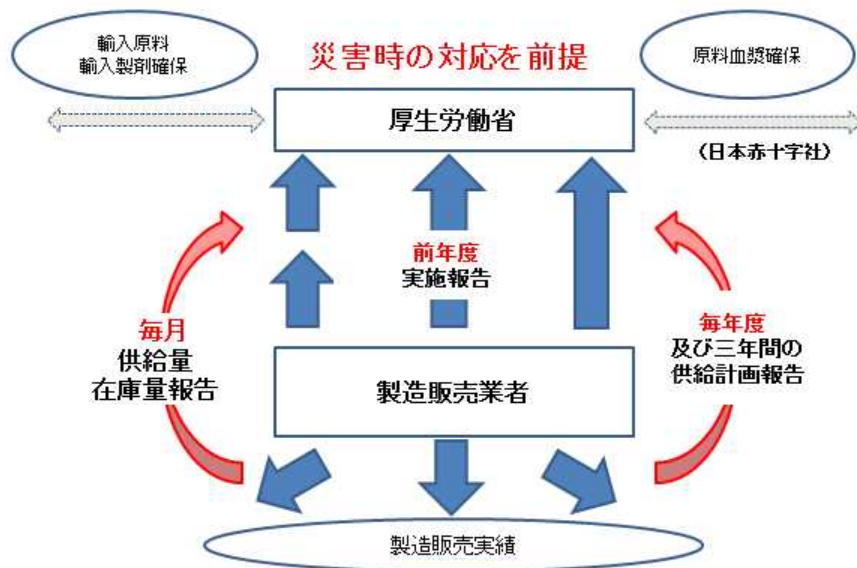 輸入原料
輸入製剤確保
災害時の対応を前提
原料血漿確保
厚生労働省
(日本赤十字社)
前年度
実施報告
毎月
供給量
在庫量報告
毎年度
及び三年間の
供給計画報告
製造販売業者
製造販売実績